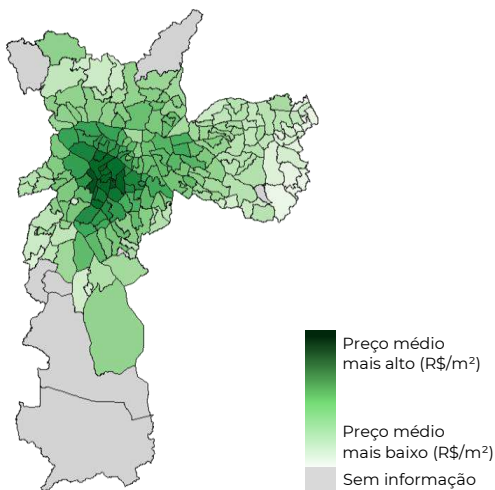 Preço médio
mais alto (R$/m²)
Preço médio
mais baixo (R$/m²)
Sem informação